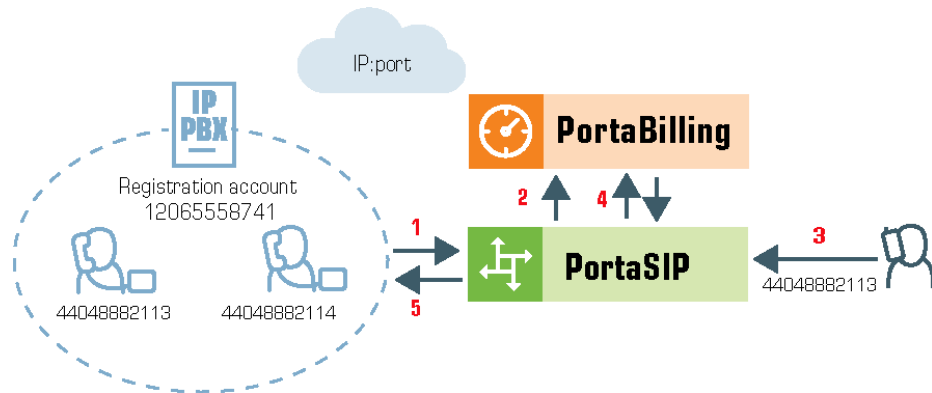 IP:port
IP
PBX
PortaBilling
Registration account
12065558741
2
4
1
3
PortaSIP
44048882113
5
44048882113
44048882114